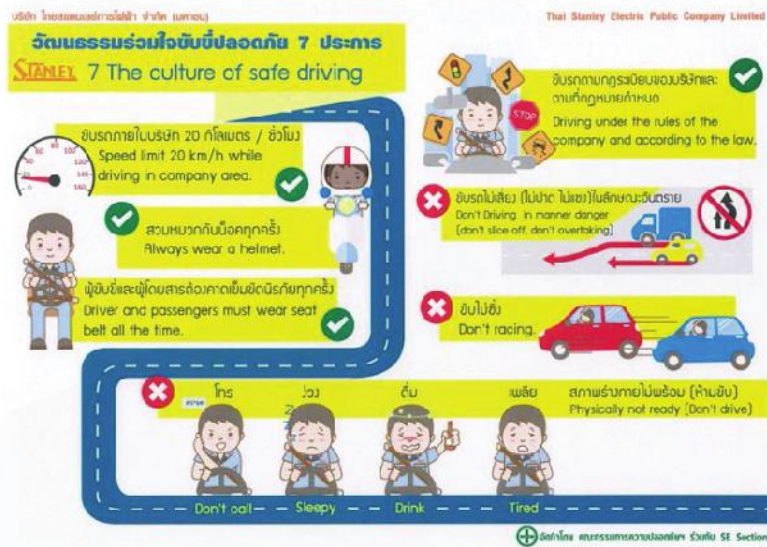 บริษัท ไทยสแตนเลย์การไฟฟ้า จำกัด (มหาชน)
Thai Stanley Electric Public Company Limited
วัฒนธรรมร่วมใจขับขี่ปลอดภัย 7 ประการ
STANLEY 7 The culture of safe driving
ขับรถภายในบริษัท 20 กิโลเมตร / ชั่วโมง
Speed limit 20 km/h while
driving in company area.
สวมหมวกกันน็อคทุกครั้ง
Always wear a helmet.
ผู้ขับขี่และผู้โดยสารต้องคาดเข็มขัดนิรภัยทุกครั้ง
Driver and passengers must wear seat
belt all the time.
ขับรถตามกฎระเบียบของบริษัทและ
ตามที่กฎหมายกำหนด
Driving under the rules of the
company and according to the law.
STOP
ขับรถไม่เสี่ยง (ไม่ปาด ไม่แซง)ในลักษณะอันตราย
Don't Driving in manner danger
(don't slice off, don't overtaking)
ขับไม่ซิ่ง
Don't racing.
โทร ง่วง ดื่ม เพลีย สภาพร่างกายไม่พร้อม (ห้ามขับ)
Physically not ready (Don't drive)
Don't call Sleepy Drink Tired
จัดทำโดย คณะกรรมการความปลอดภัยฯ ร่วมกับ SE Section